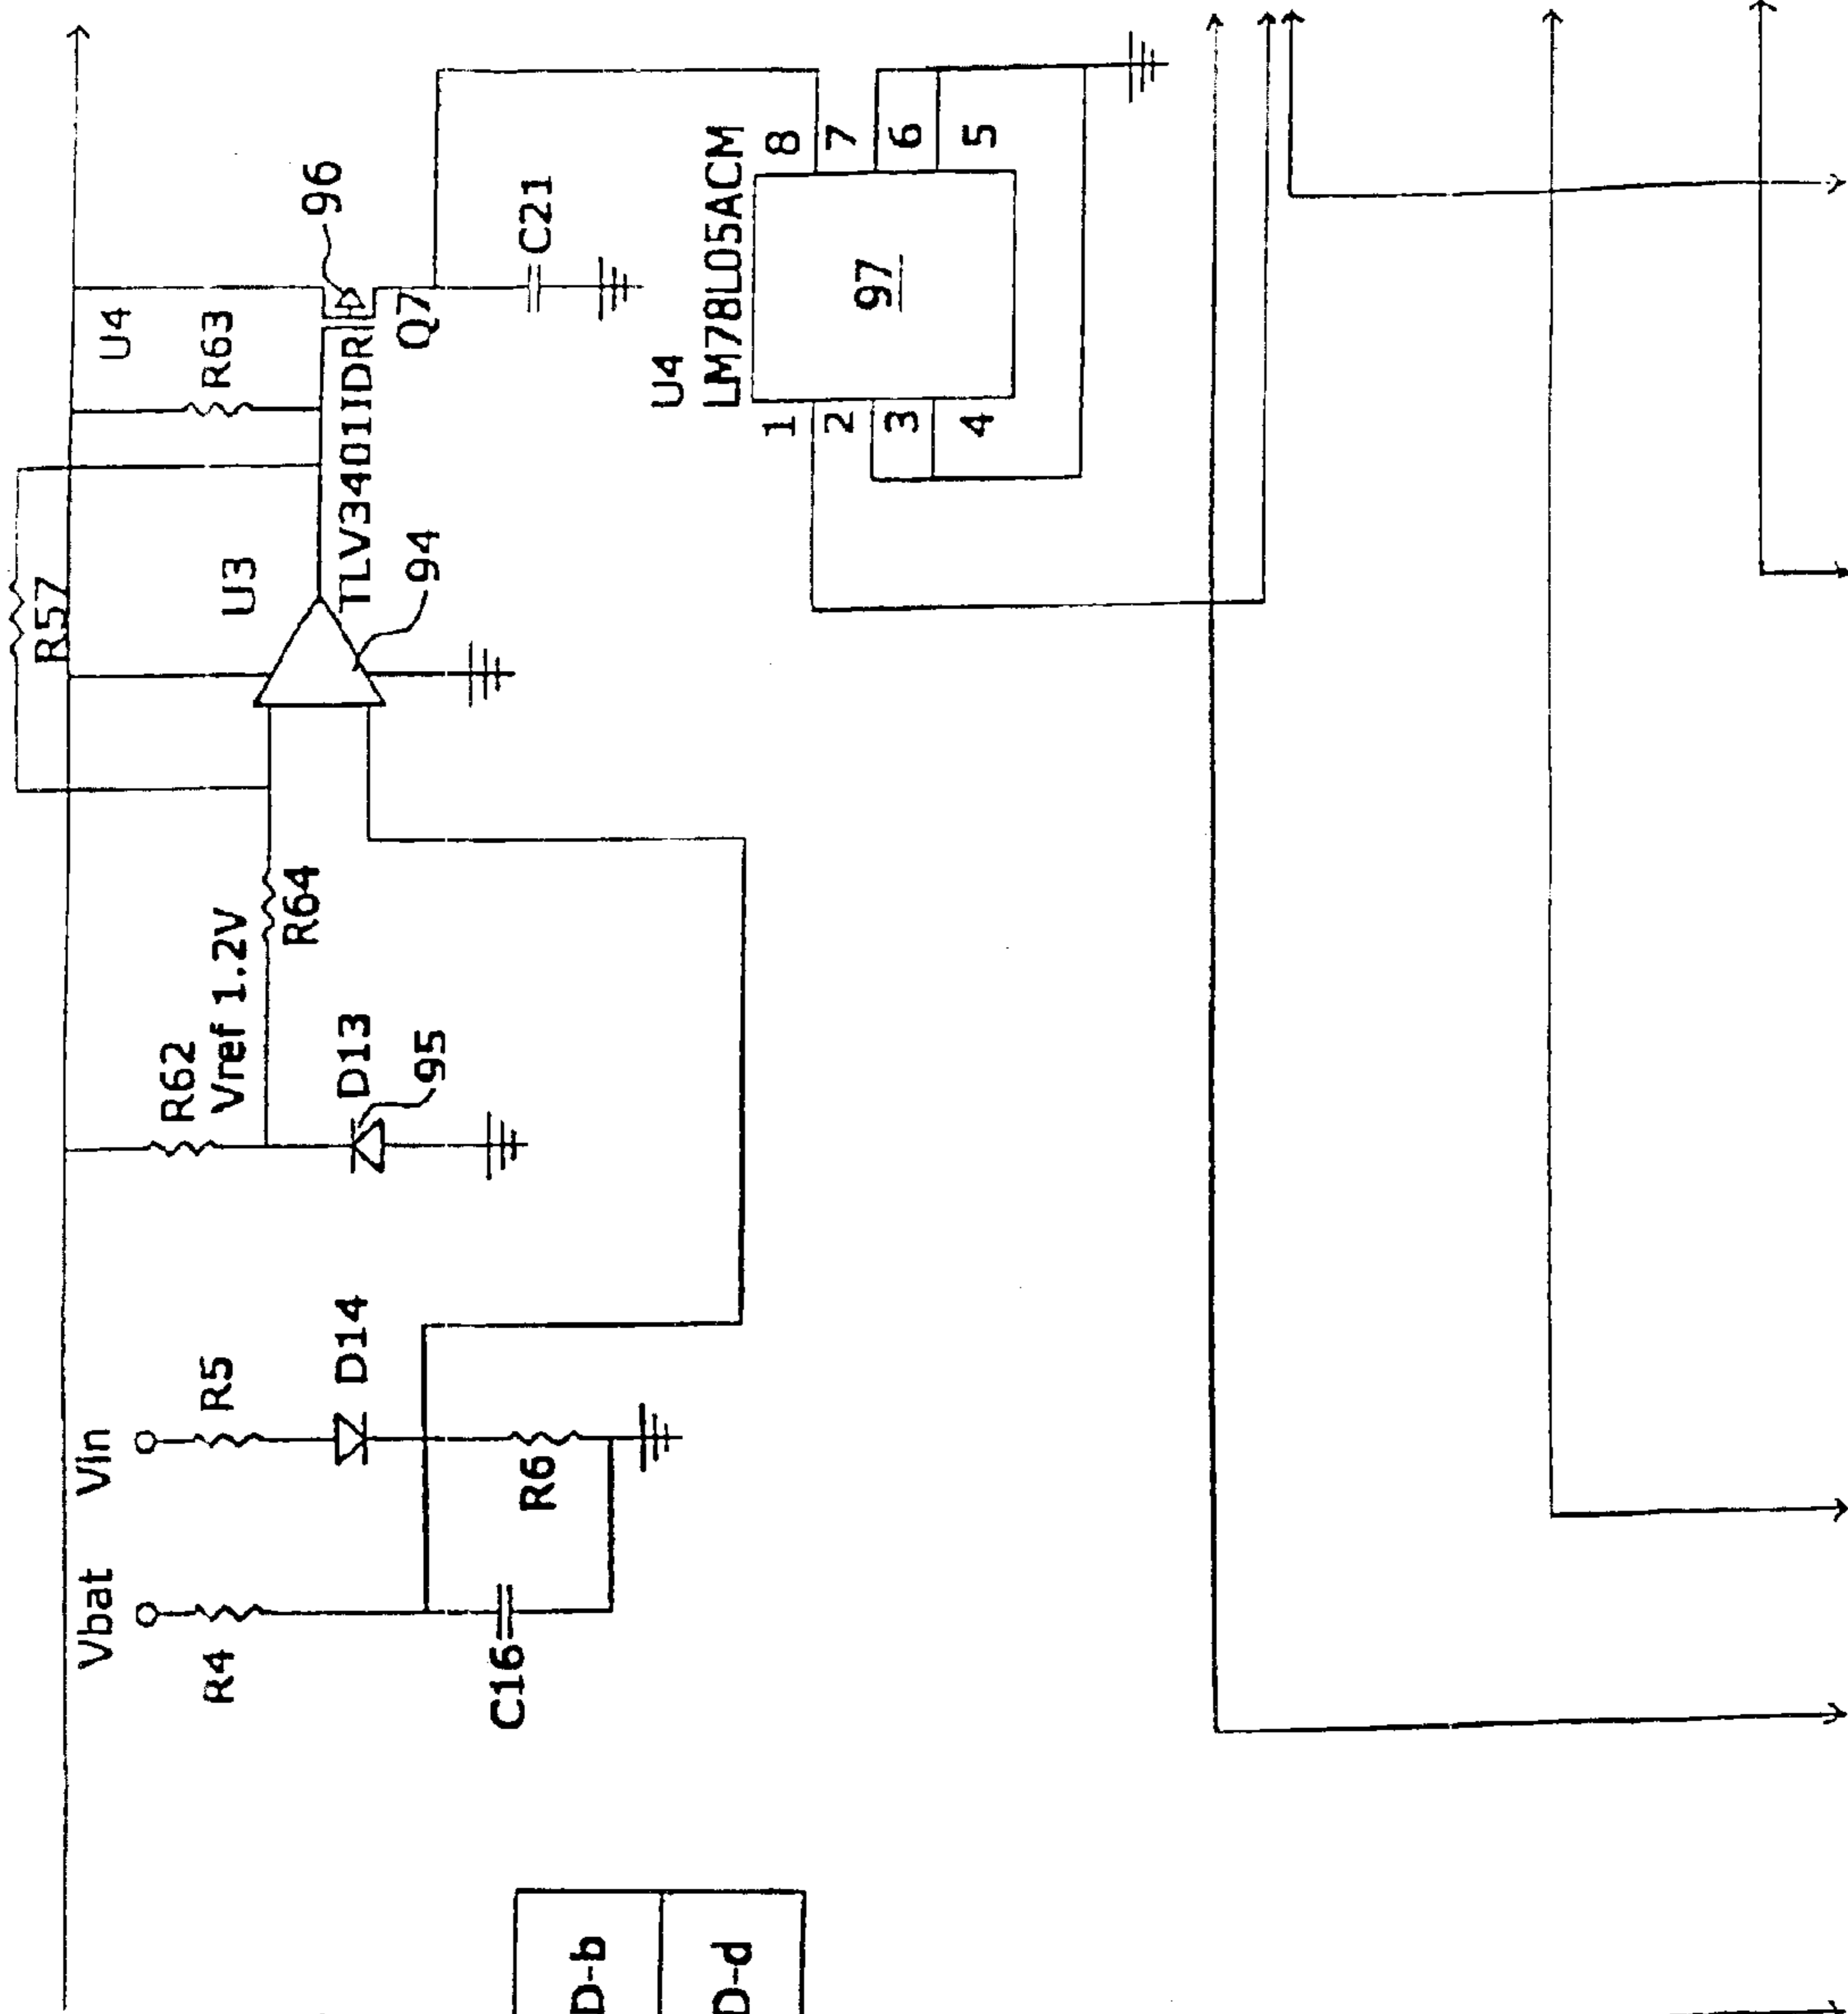 R57
Vbat
Vin
U4
R62
R63
R4
R5
Vref 1.2V
U3
R64
96
D14
D13
TLV3401IDR
Q7
95
94
C16
R6
C21
D-b
U4
LM78L05ACM
D-d
1
8
2
7
97
3
6
4
5